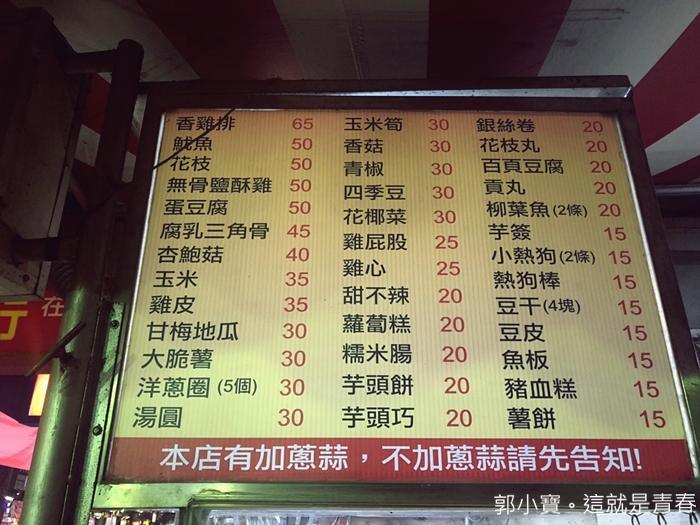 香雞排 65
魷魚 50
花枝 50
無骨鹽酥雞 50
蛋豆腐 50
腐乳三角骨 45
杏鮑菇 40
玉米 35
雞皮 35
甘梅地瓜 30
大脆薯 30
洋蔥圈(5個) 30
湯圓 30
玉米筍 30
香菇 30
青椒 30
四季豆 30
花椰菜 30
雞屁股 25
雞心 25
甜不辣 20
蘿蔔糕 20
糯米腸 20
芋頭餅 20
芋頭巧 20
銀絲卷 20
花枝丸 20
百頁豆腐 20
貢丸 20
柳葉魚(2條) 20
芋簽 15
小熱狗(2條) 15
熱狗棒 15
豆干(4塊) 15
豆皮 15
魚板 15
豬血糕 15
薯餅 15
本店有加蔥蒜，不加蔥蒜請先告知!
在
行
郭小寶。這就是青春